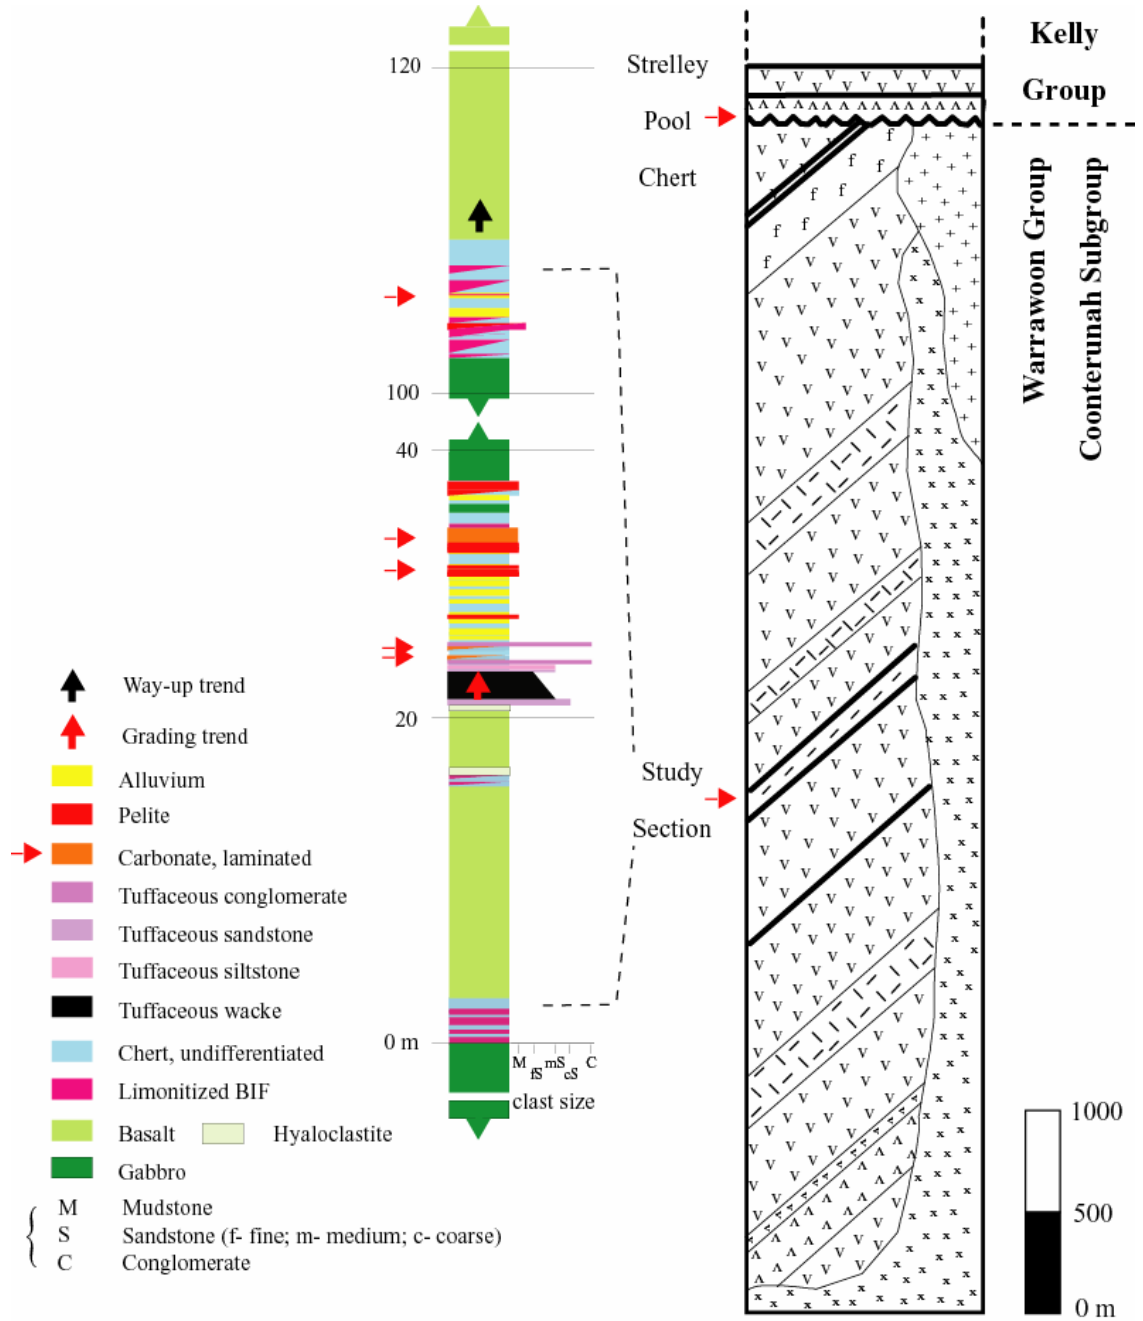 120
100
40
20
0 m
M
fS
mS
cS
C
clast size
Strelley
Pool
Chert
Study
Section
Kelly
Group
Warrawoon Group
Coonterunah Subgroup
1000
500
0 m
Way-up trend
Grading trend
Alluvium
Pelite
Carbonate, laminated
Tuffaceous conglomerate
Tuffaceous sandstone
Tuffaceous siltstone
Tuffaceous wacke
Chert, undifferentiated
Limonitized BIF
Basalt Hyaloclastite
Gabbro
M Mudstone
S Sandstone (f- fine; m- medium; c- coarse)
C Conglomerate